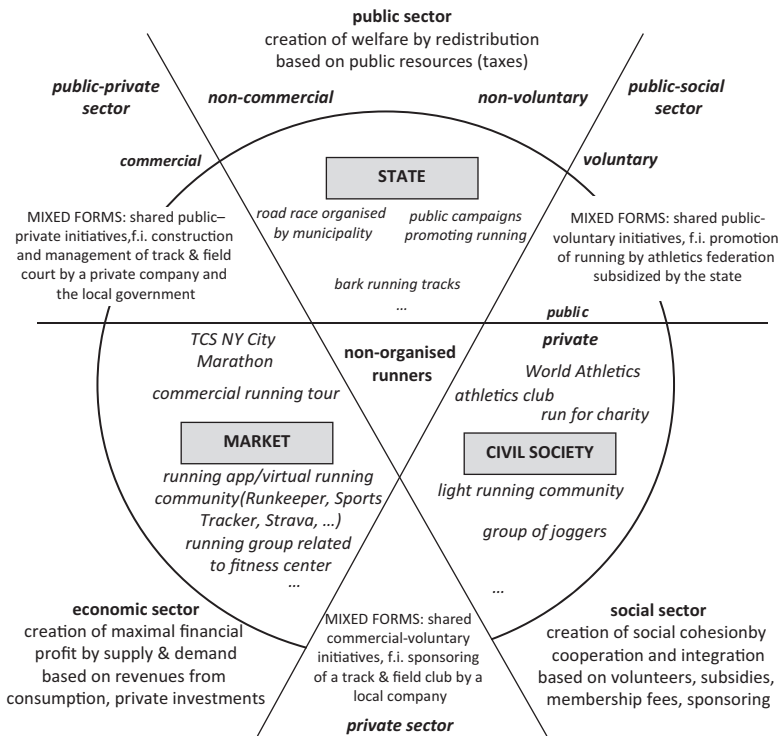 public sector
creation of welfare by redistribution
based on public resources (taxes)
public-private
sector
non-commercial
non-voluntary
public-social
sector
commercial
voluntary
STATE
road race organised
by municipality
public campaigns
promoting running
bark running tracks
...
MIXED FORMS: shared public–
private initiatives,f.i. construction
and management of track & field
court by a private company and
the local government
MIXED FORMS: shared public-
voluntary initiatives, f.i. promotion
of running by athletics federation
subsidized by the state
public
private
TCS NY City
Marathon
commercial running tour
non-organised
runners
World Athletics
athletics club
run for charity
MARKET
running app/virtual running
community(Runkeeper, Sports
Tracker, Strava, ...)
running group related
to fitness center
...
CIVIL SOCIETY
light running community
group of joggers
...
economic sector
creation of maximal financial
profit by supply & demand
based on revenues from
consumption, private investments
MIXED FORMS: shared
commercial-voluntary
initiatives, f.i. sponsoring
of a track & field club by a
local company
private sector
social sector
creation of social cohesionby
cooperation and integration
based on volunteers, subsidies,
membership fees, sponsoring